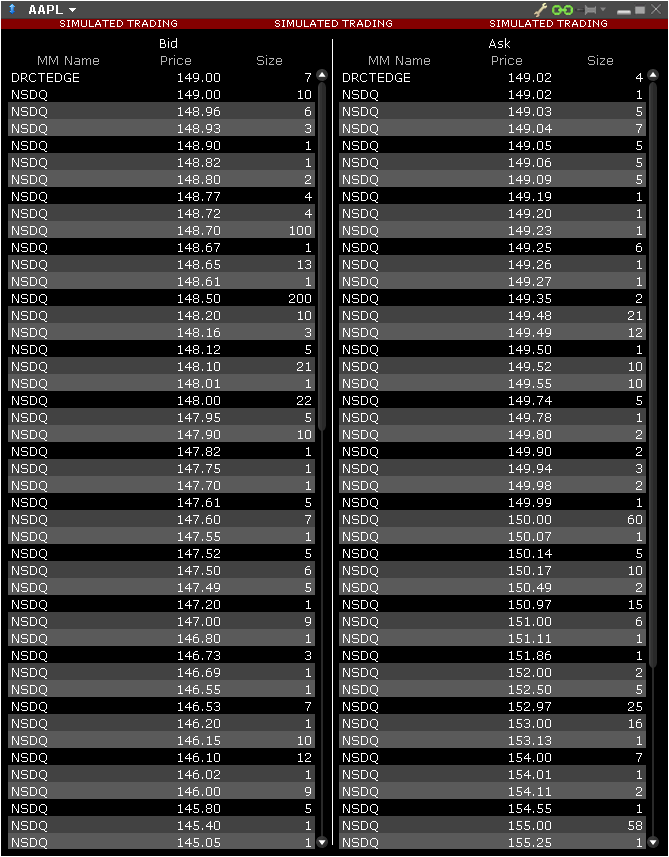 AAPL
SIMULATED TRADING SIMULATED TRADING SIMULATED TRADING
Bid Ask
MM Name Price Size MM Name Price Size
DRCTEDGE 149.00 7 DRCTEDGE 149.02 4
NSDQ 149.00 10 NSDQ 149.02 1
NSDQ 148.96 6 NSDQ 149.03 5
NSDQ 148.93 3 NSDQ 149.04 7
NSDQ 148.90 1 NSDQ 149.05 5
NSDQ 148.82 1 NSDQ 149.06 5
NSDQ 148.80 2 NSDQ 149.09 5
NSDQ 148.77 4 NSDQ 149.19 1
NSDQ 148.72 4 NSDQ 149.20 1
NSDQ 148.70 100 NSDQ 149.23 1
NSDQ 148.67 1 NSDQ 149.25 6
NSDQ 148.65 13 NSDQ 149.26 1
NSDQ 148.61 1 NSDQ 149.27 1
NSDQ 148.50 200 NSDQ 149.35 2
NSDQ 148.20 10 NSDQ 149.48 21
NSDQ 148.16 3 NSDQ 149.49 12
NSDQ 148.12 5 NSDQ 149.50 1
NSDQ 148.10 21 NSDQ 149.52 10
NSDQ 148.01 1 NSDQ 149.55 10
NSDQ 148.00 22 NSDQ 149.74 5
NSDQ 147.95 5 NSDQ 149.78 1
NSDQ 147.90 10 NSDQ 149.80 2
NSDQ 147.82 1 NSDQ 149.90 2
NSDQ 147.75 1 NSDQ 149.94 3
NSDQ 147.70 1 NSDQ 149.98 2
NSDQ 147.61 5 NSDQ 149.99 1
NSDQ 147.60 7 NSDQ 150.00 60
NSDQ 147.55 1 NSDQ 150.07 1
NSDQ 147.52 5 NSDQ 150.14 5
NSDQ 147.50 6 NSDQ 150.17 10
NSDQ 147.49 5 NSDQ 150.49 2
NSDQ 147.20 1 NSDQ 150.97 15
NSDQ 147.00 9 NSDQ 151.00 6
NSDQ 146.80 1 NSDQ 151.11 1
NSDQ 146.73 3 NSDQ 151.86 1
NSDQ 146.69 1 NSDQ 152.00 2
NSDQ 146.55 1 NSDQ 152.50 5
NSDQ 146.53 7 NSDQ 152.97 25
NSDQ 146.20 1 NSDQ 153.00 16
NSDQ 146.15 10 NSDQ 153.13 1
NSDQ 146.10 12 NSDQ 154.00 7
NSDQ 146.02 1 NSDQ 154.01 1
NSDQ 146.00 9 NSDQ 154.11 2
NSDQ 145.80 5 NSDQ 154.55 1
NSDQ 145.40 1 NSDQ 155.00 58
NSDQ 145.05 1 NSDQ 155.25 1